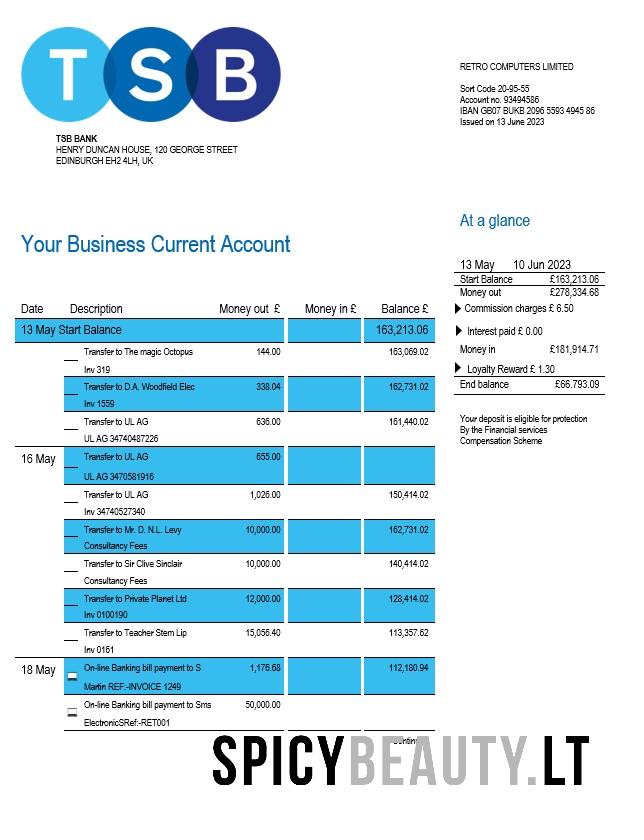 TSB
RETRO COMPUTERS LIMITED
Sort Code 20-95-55
Account no. 93494586
IBAN GB07 BUKB 2096 5593 4945 86
Issued on 13 June 2023
TSB BANK
HENRY DUNCAN HOUSE, 120 GEORGE STREET
EDINBURGH EH2 4LH, UK
At a glance
13 May 10 Jun 2023
Start Balance £163,213.06
Money out £278,334.68
Commission charges £ 6.50
Interest paid £ 0.00
Money in £181,914.71
Loyalty Reward £ 1.30
End balance £66.793.09
Your deposit is eligible for protection
By the Financial services
Compensation Scheme
Your Business Current Account
Date Description Money out £ Money in £ Balance £
13 May Start Balance 163,213.06
Transfer to The magic Octopus 144.00 163,069.02
Inv 319
Transfer to D.A. Woodfield Elec 338.04 162,731.02
Inv 1559
Transfer to UL AG 636.00 161,440.02
UL AG 34740487226
16 May Transfer to UL AG 655.00
UL AG 3470581916
Transfer to UL AG 1,026.00 150,414.02
Inv 34740527340
Transfer to Mr. D. N.L. Levy 10,000.00 162,731.02
Consultancy Fees
Transfer to Sir Clive Sinclair 10,000.00 140,414.02
Consultancy Fees
Transfer to Private Planet Ltd 12,000.00 128,414.02
Inv 0100190
Transfer to Teacher Stem Lip 15,056.40 113,357.62
Inv 0161
18 May On-line Banking bill payment to S 1,176.68 112,180.94
Martin REF:-INVOICE 1249
On-line Banking bill payment to Sms 50,000.00
ElectronicSRef:-RET001
SPICYBEAUTY.LT